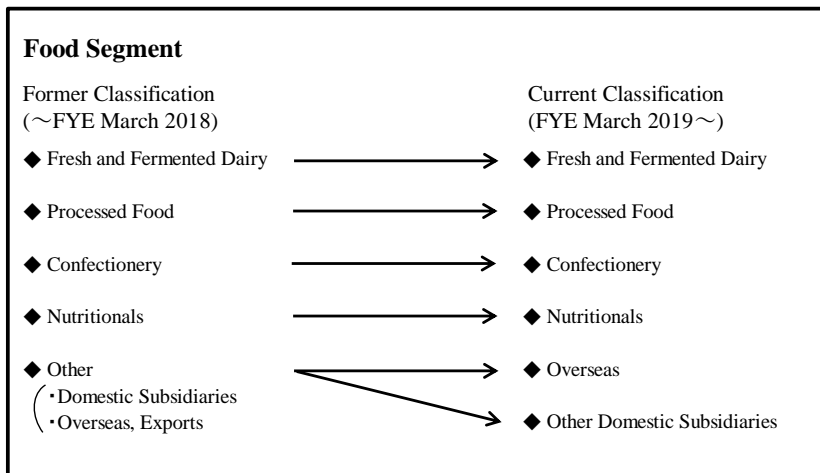 Food Segment
Former Classification
(～FYE March 2018)
Current Classification
(FYE March 2019～)
◆ Fresh and Fermented Dairy
◆ Fresh and Fermented Dairy
◆ Processed Food
◆ Processed Food
◆ Confectionery
◆ Confectionery
◆ Nutritionals
◆ Nutritionals
◆ Other
◆ Overseas
・Domestic Subsidiaries
・Overseas, Exports
◆ Other Domestic Subsidiaries